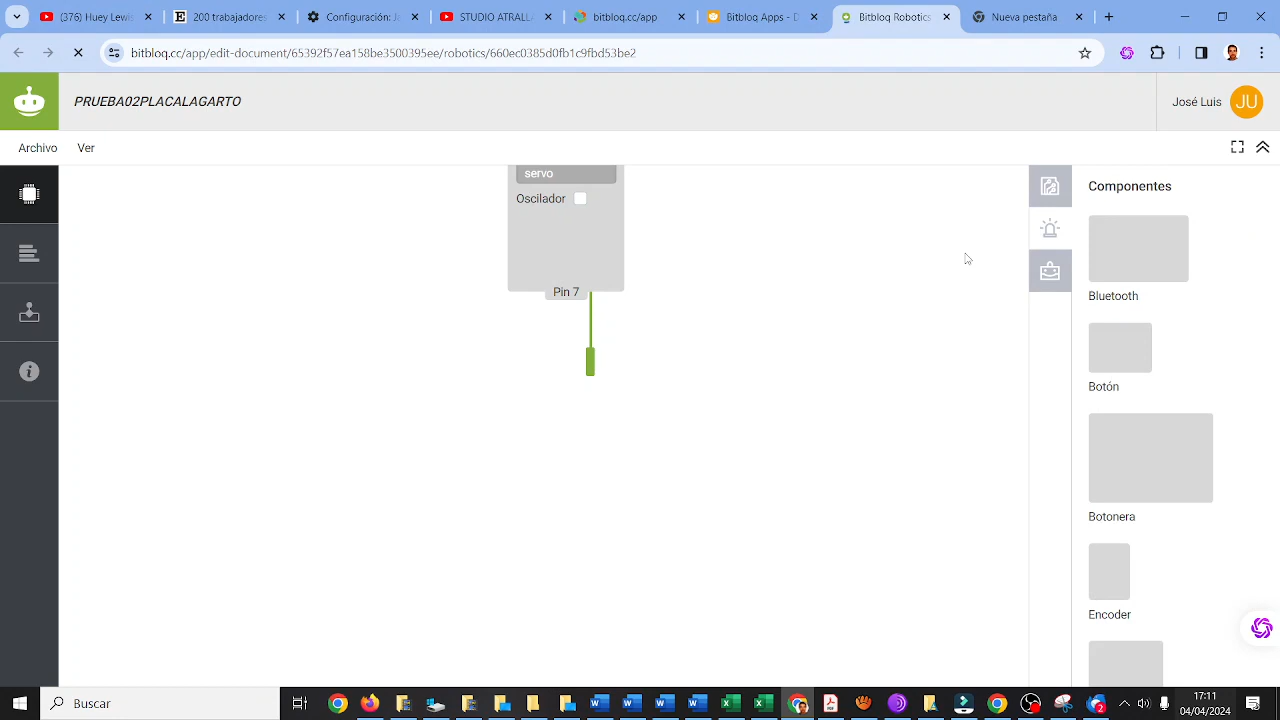 (376) Huey Lewis
200 trabajadores
Configuración: Jo
STUDIO ATRALL-
bitbloq.cc/app
Bitbloq Apps - D
Bitbloq Robotics
Nueva pestaña
bitbloq.cc/app/edit-document/65392f57ea158be3500395ee/robotics/660ec0385d0fb1c9fbd53be2
PRUEBA02PLACALAGARTO
José Luis
JU
Archivo
Ver
servo
Oscilador
Pin 7
Componentes
Bluetooth
Botón
Botonera
Encoder
Buscar
2
17:11
04/04/2024